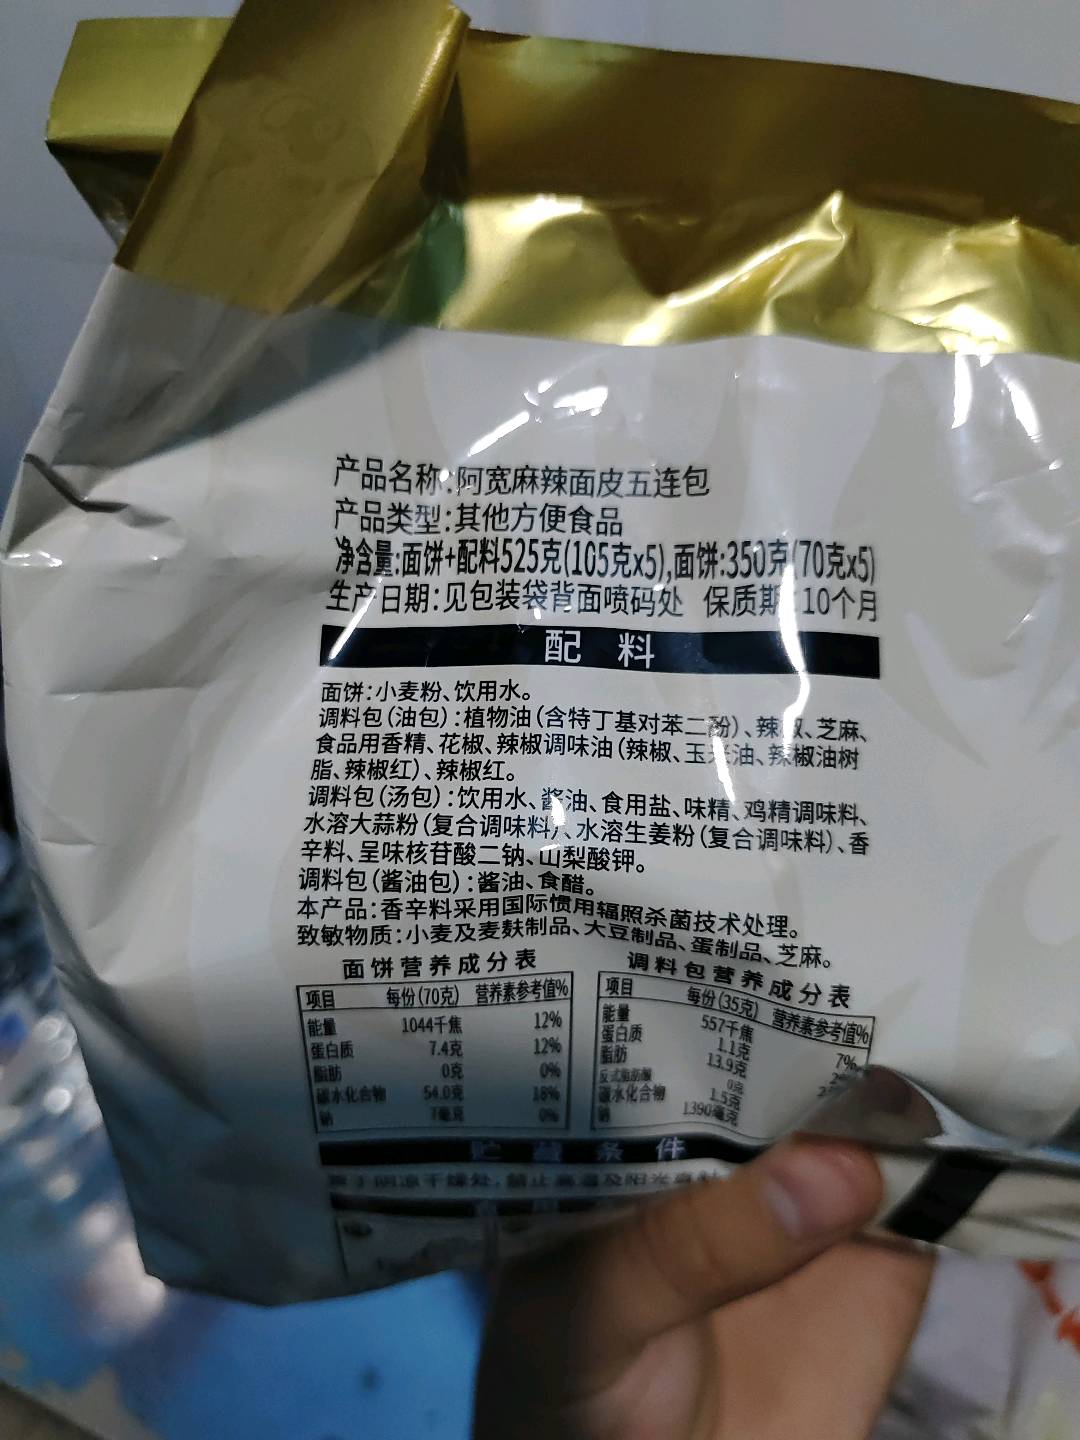 产品名称:阿宽麻辣面皮五连包
产品类型:其他方便食品
净含量:面饼+配料525克(105克x5),面饼:350克(70克x5)
生产日期:见包装袋背面喷码处 保质期:10个月
配 料
面饼:小麦粉、饮用水。
调料包(油包):植物油(含特丁基对苯二酚)、辣椒、芝麻、
食品用香精、花椒、辣椒调味油(辣椒、玉米油、辣椒油树
脂、辣椒红)、辣椒红。
调料包(汤包):饮用水、酱油、食用盐、味精、鸡精调味料、
水溶大蒜粉(复合调味料)、水溶生姜粉(复合调味料)、香
辛料、呈味核苷酸二钠、山梨酸钾。
调料包(酱油包):酱油、食醋。
本产品:香辛料采用国际惯用辐照杀菌技术处理。
致敏物质:小麦及麦麸制品、大豆制品、蛋制品、芝麻。
面饼营养成分表
项目 每份(70克) 营养素参考值%
能量 1044千焦 12%
蛋白质 7.4克 12%
脂肪 0克 0%
碳水化合物 54.0克 18%
钠 7毫克 0%
调料包营养成分表
项目 每份(35克) 营养素参考值%
能量 557千焦 7%
蛋白质 1.1克
脂肪 13.9克
反式脂肪酸 0克
碳水化合物 1.5克
钠 1390毫克
贮藏条件